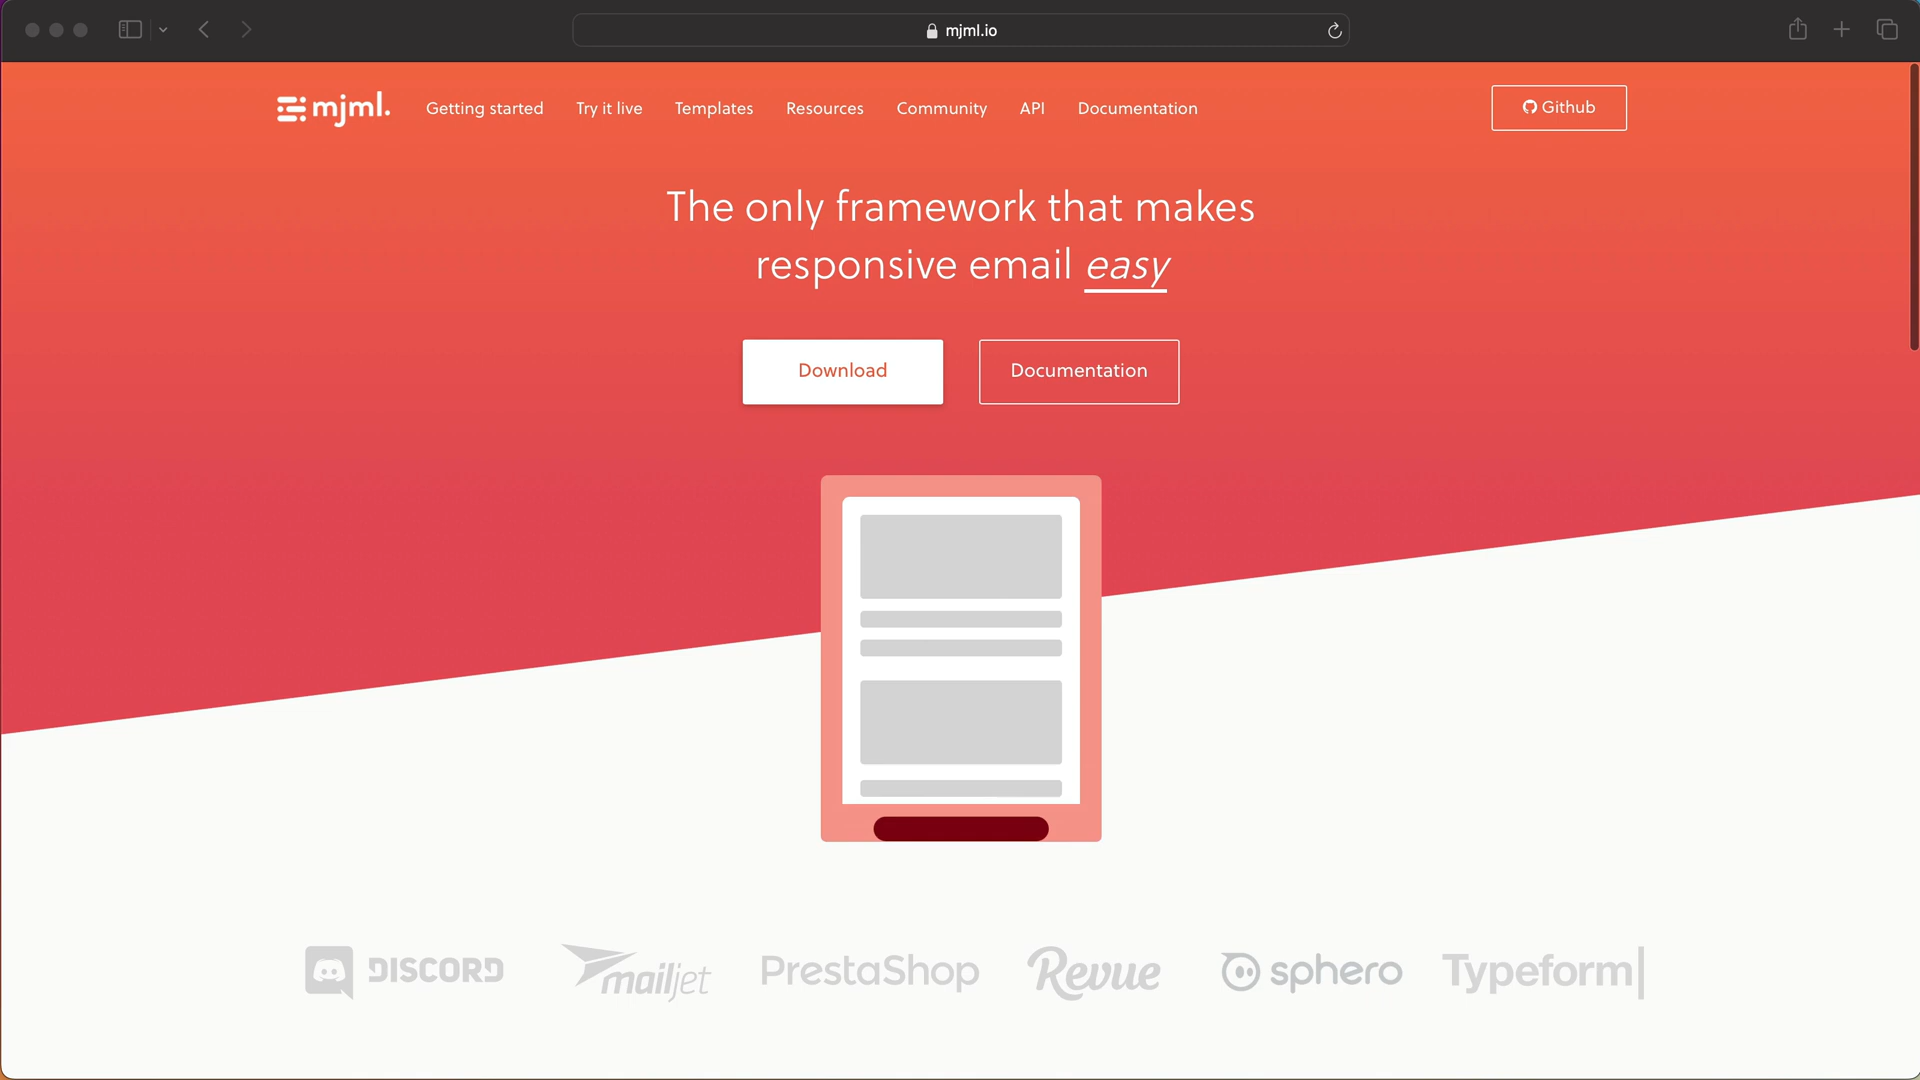 mjml.io
mjml.
Getting started
Try it live
Templates
Resources
Community
API
Documentation
Github
The only framework that makes
responsive email easy
Download
Documentation
DISCORD
mailjet
PrestaShop
Revue
sphero
Typeform